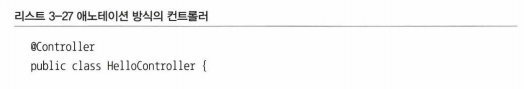 리스트 3-27 애노테이션 방식의 컨트롤러
@Controller
public class HelloController {